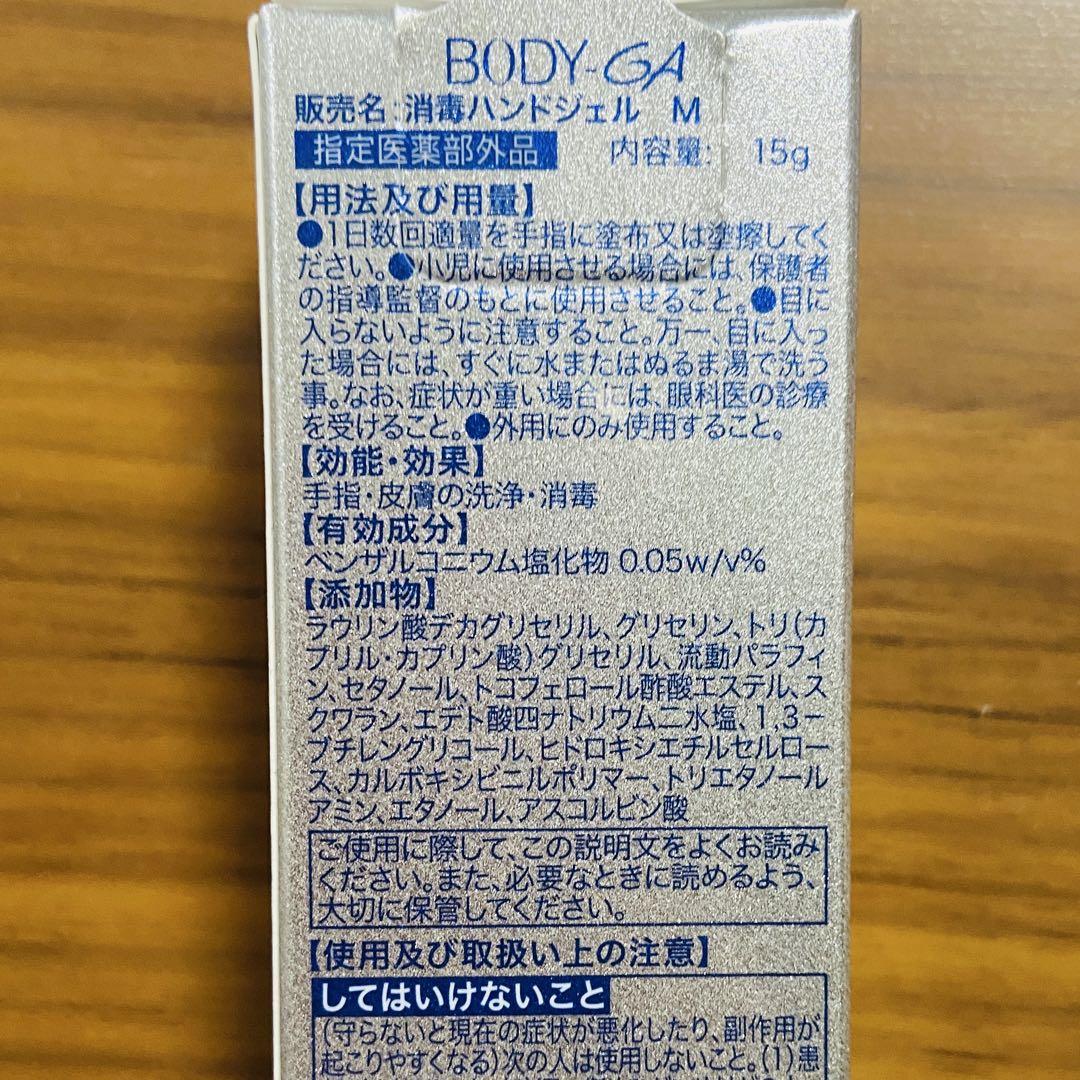 BODY-GA
販売名:消毒ハンドジェル M
指定医薬部外品 内容量: 15g
【用法及び用量】
●1日数回適量を手指に塗布又は塗擦してく
ださい。●小児に使用させる場合には、保護者
の指導監督のもとに使用させること。●目に
入らないように注意すること。万一、目に入っ
た場合には、すぐに水またはぬるま湯で洗う
事。なお、症状が重い場合には、眼科医の診療
を受けること。●外用にのみ使用すること。
【効能・効果】
手指・皮膚の洗浄・消毒
【有効成分】
ベンザルコニウム塩化物 0.05w/v%
【添加物】
ラウリン酸デカグリセリル、グリセリン、トリ(カ
プリル・カプリン酸)グリセリル、流動パラフィ
ン、セタノール、トコフェロール酢酸エステル、ス
クワラン、エデト酸四ナトリウム二水塩、1,3-
ブチレングリコール、ヒドロキシエチルセルロー
ス、カルボキシビニルポリマー、トリエタノール
アミン、エタノール、アスコルビン酸
ご使用に際して、この説明文をよくお読み
ください。また、必要なときに読めるよう、
大切に保管してください。
【使用及び取扱い上の注意】
してはいけないこと
(守らないと現在の症状が悪化したり、副作用が
起こりやすくなる)次の人は使用しないこと。(1)患